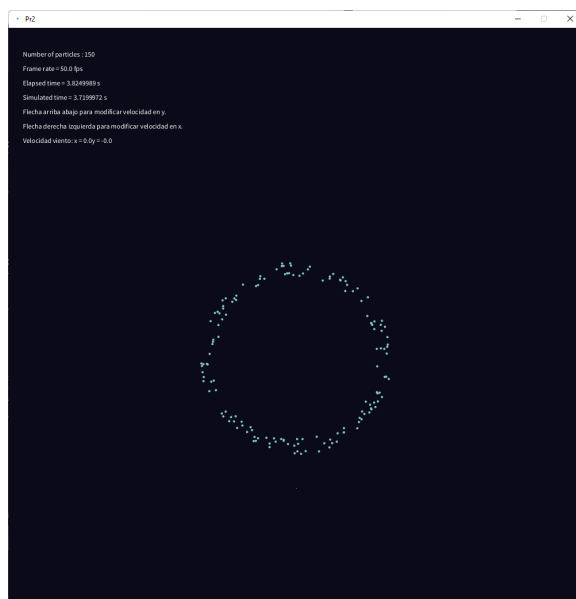 Pr2
Number of particles : 150
Frame rate = 50.0 fps
Elapsed time = 3.8249989 s
Simulated time = 3.7199972 s
Flecha arriba abajo para modificar velocidad en y.
Flecha derecha izquierda para modificar velocidad en x.
Velocidad viento: x = 0.0y = -0.0